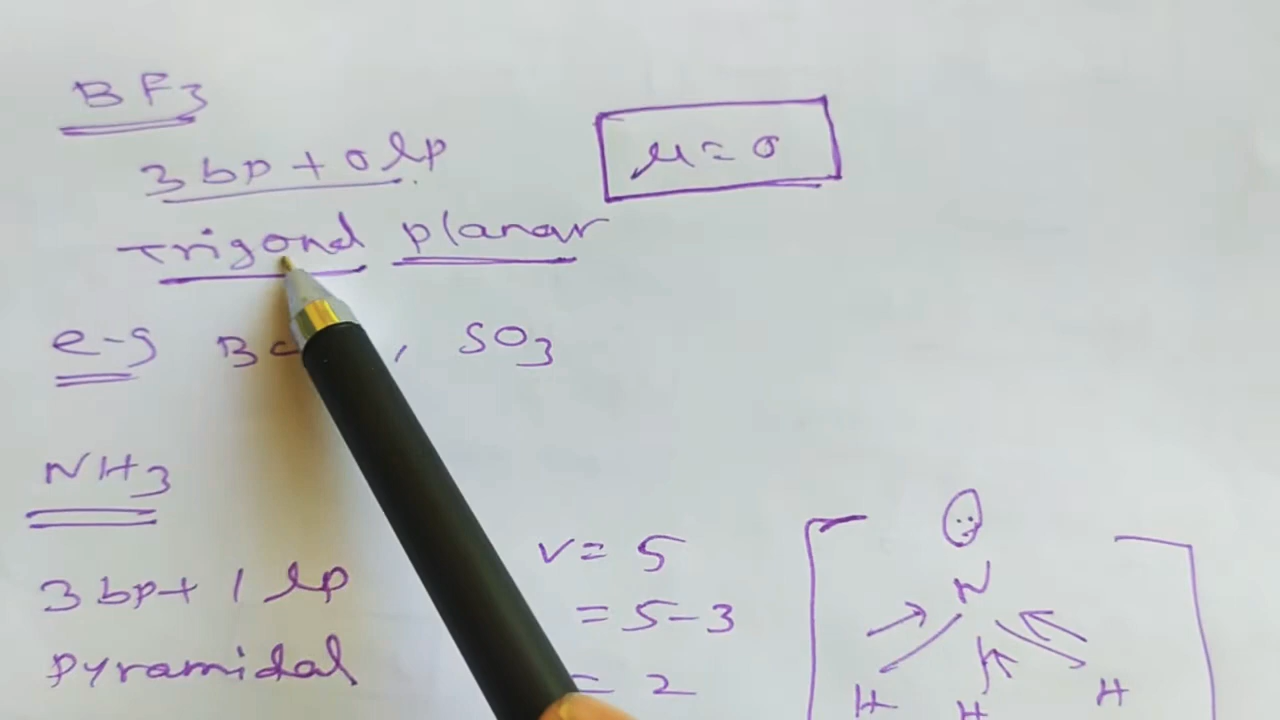 BF3
3bp + 0lp
μ = 0
Trigonal planar
e-g , SO3
NH3
3bp + 1lp
pyramidal
v = 5
= 5-3
= 2
N
H H H